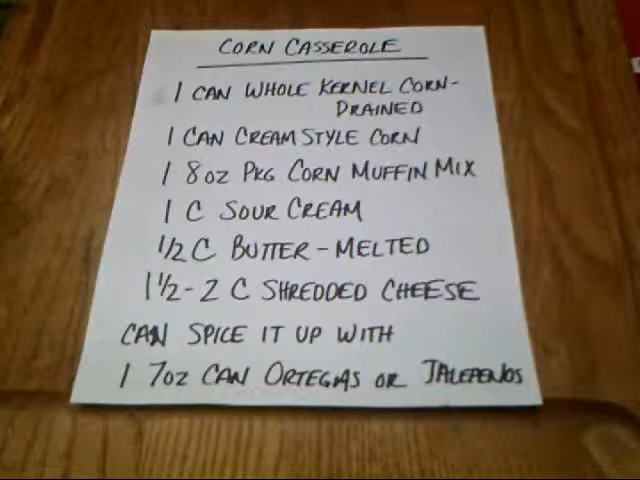 CORN CASSEROLE
1 CAN WHOLE KERNEL CORN-
DRAINED
1 CAN CREAM STYLE CORN
1 8oz PKG CORN MUFFIN MIX
1 C SOUR CREAM
1/2 C BUTTER - MELTED
1 1/2 - 2 C SHREDDED CHEESE
CAN SPICE IT UP WITH
1 7oz CAN ORTEGAS OR JALEPENOS